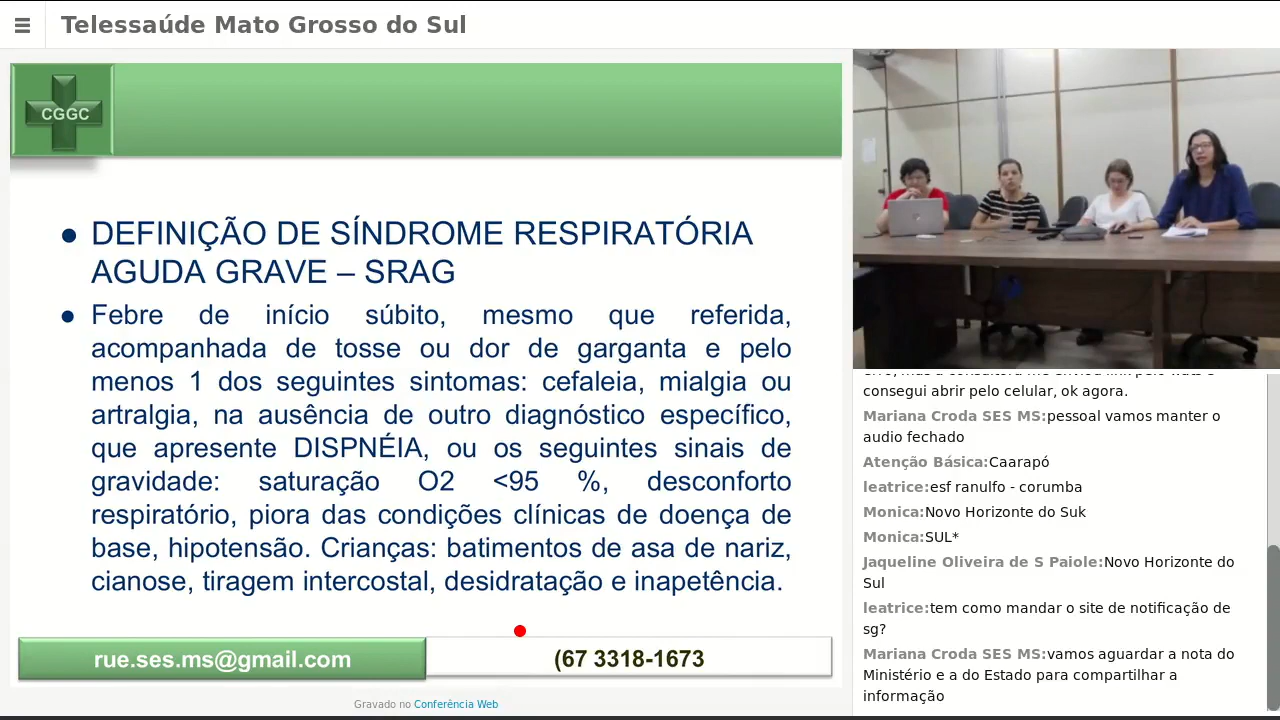 Telessaúde Mato Grosso do Sul
CGGC
● DEFINIÇÃO DE SÍNDROME RESPIRATÓRIA
AGUDA GRAVE – SRAG
● Febre de início súbito, mesmo que referida,
acompanhada de tosse ou dor de garganta e pelo
menos 1 dos seguintes sintomas: cefaleia, mialgia ou
artralgia, na ausência de outro diagnóstico específico,
que apresente DISPNÉIA, ou os seguintes sinais de
gravidade: saturação O2 <95 %, desconforto
respiratório, piora das condições clínicas de doença de
base, hipotensão. Crianças: batimentos de asa de nariz,
cianose, tiragem intercostal, desidratação e inapetência.
rue.ses.ms@gmail.com
(67 3318-1673
Gravado no Conferência Web
consegui abrir pelo celular, ok agora.
Mariana Croda SES MS:pessoal vamos manter o
audio fechado
Atenção Básica:Caarapó
leatrice:esf ranulfo - corumba
Monica:Novo Horizonte do Suk
Monica:SUL*
Jaqueline Oliveira de S Paiole:Novo Horizonte do
Sul
leatrice:tem como mandar o site de notificação de
sg?
Mariana Croda SES MS:vamos aguardar a nota do
Ministério e a do Estado para compartilhar a
informação